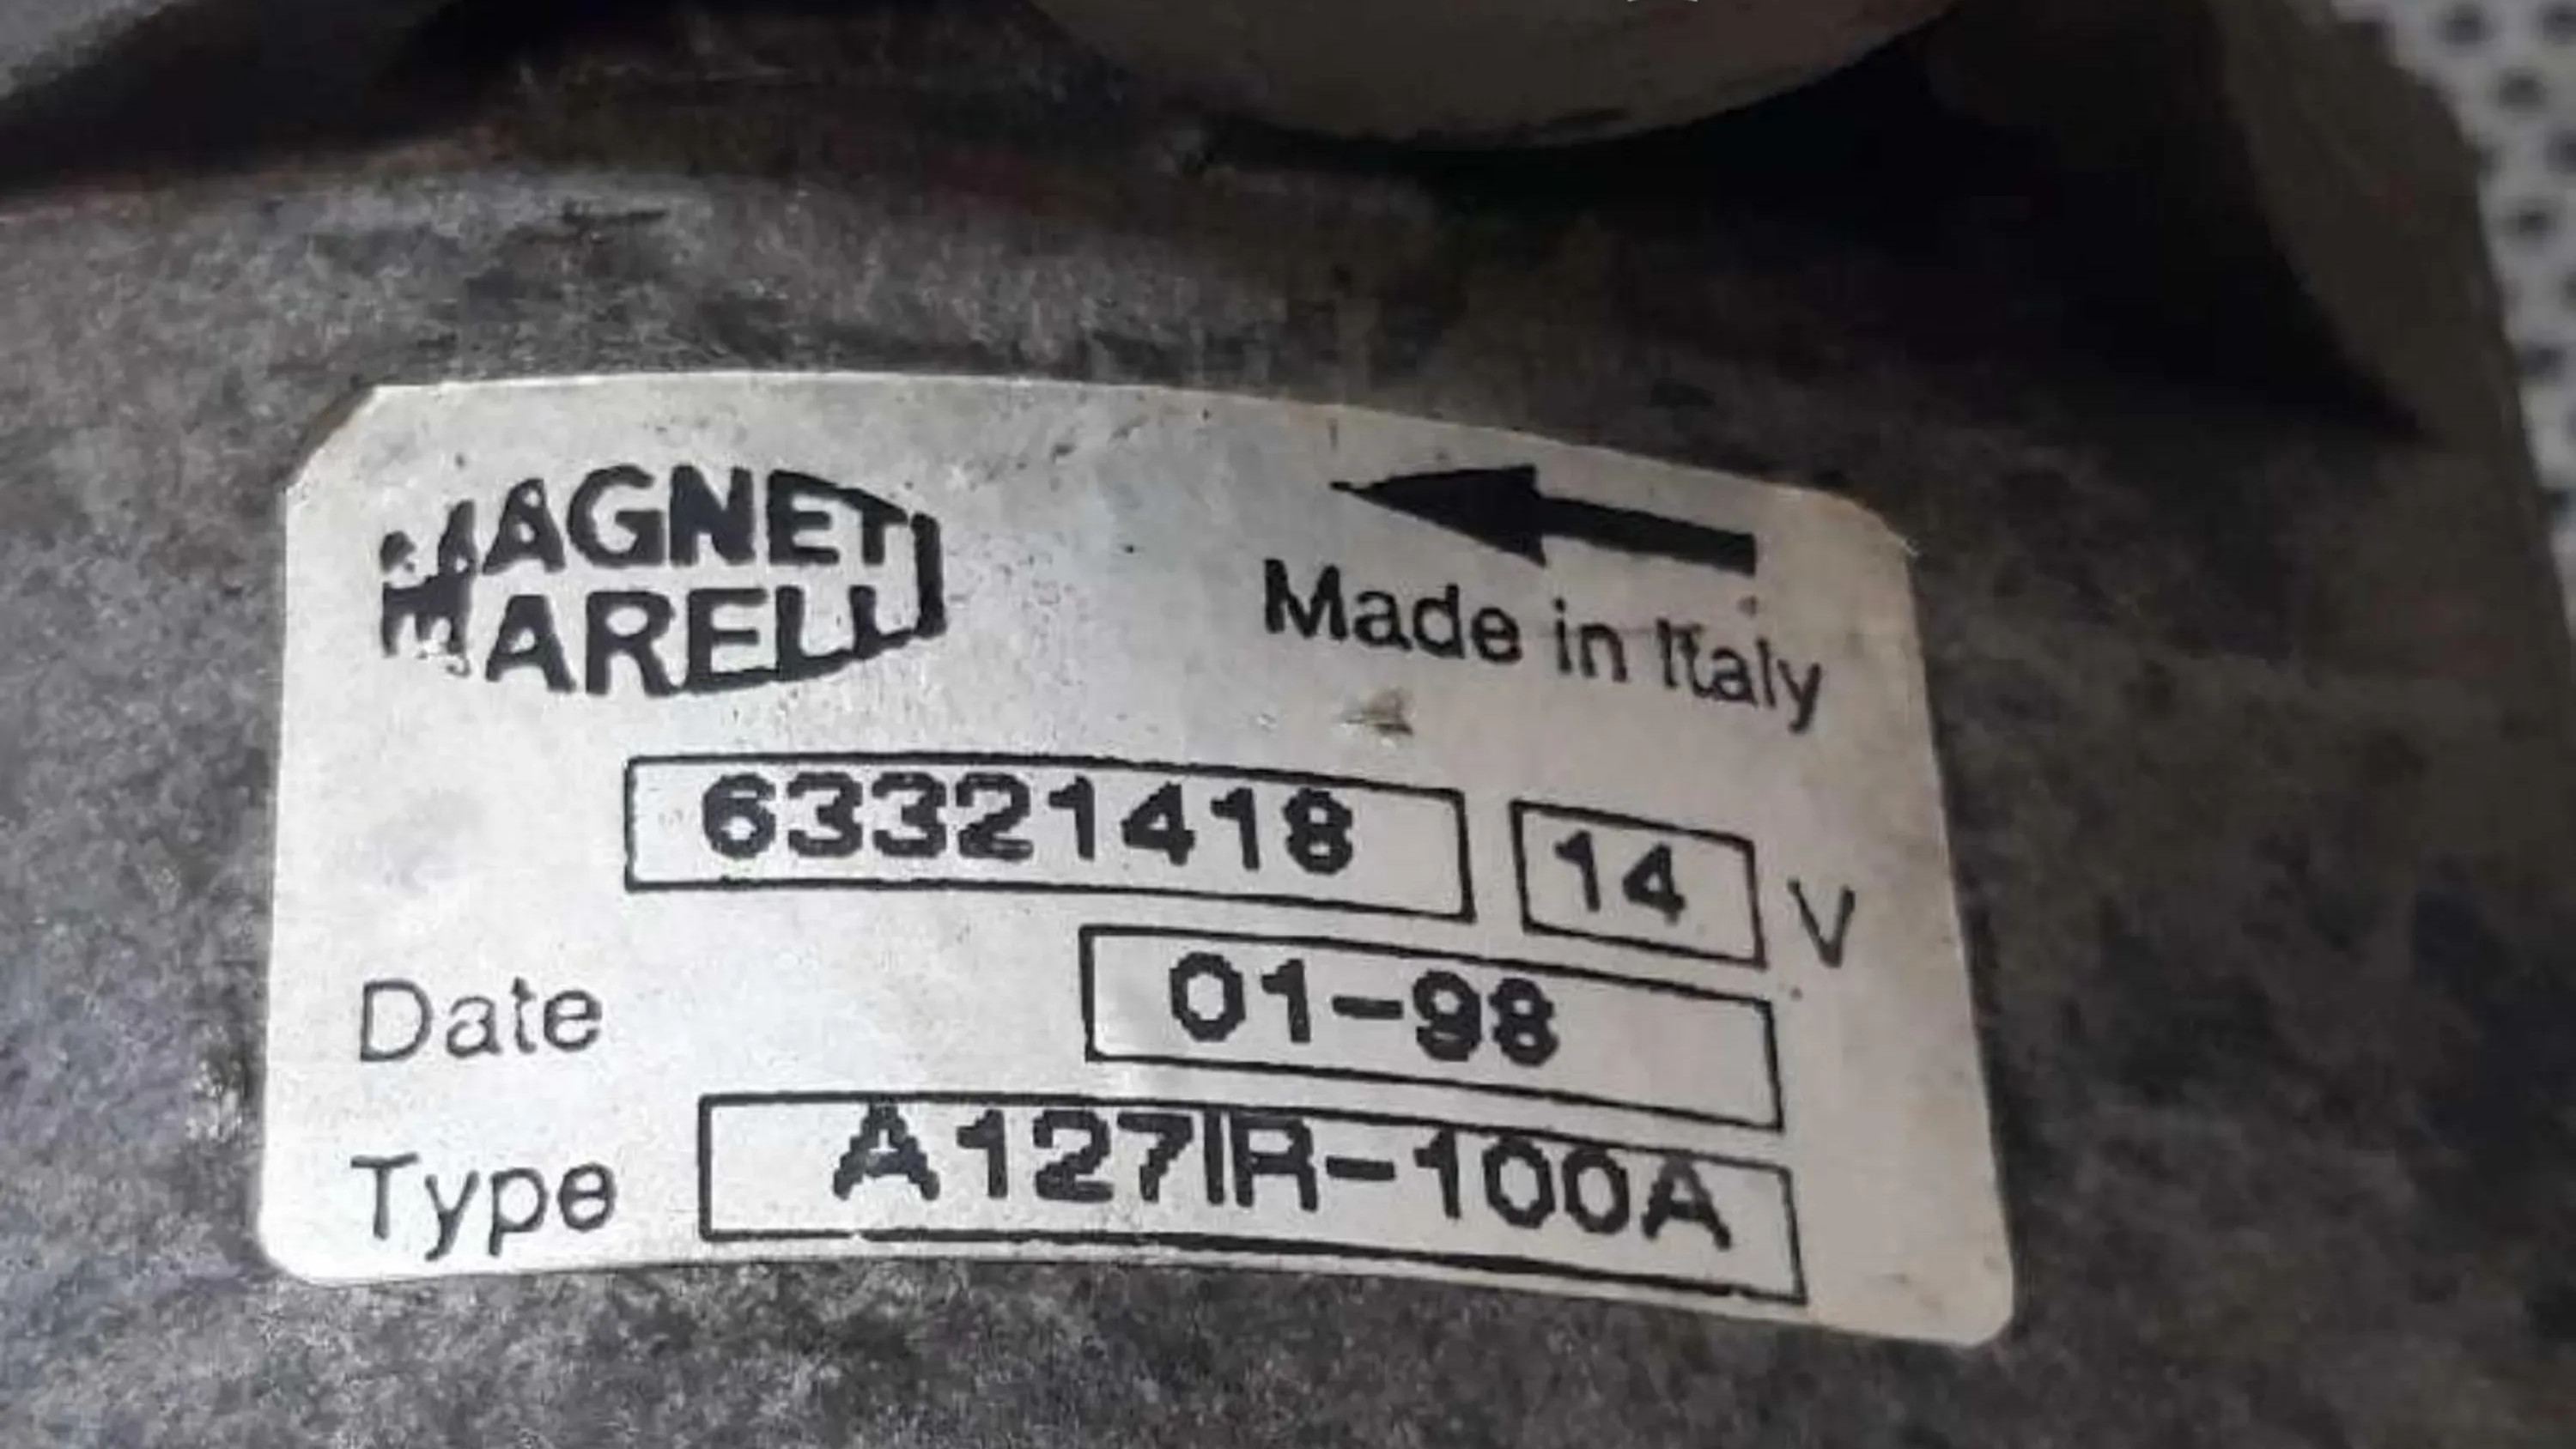 MAGNETI
MARELLI
Made in Italy
63321418 14 V
Date 01-98
Type A127IR-100A